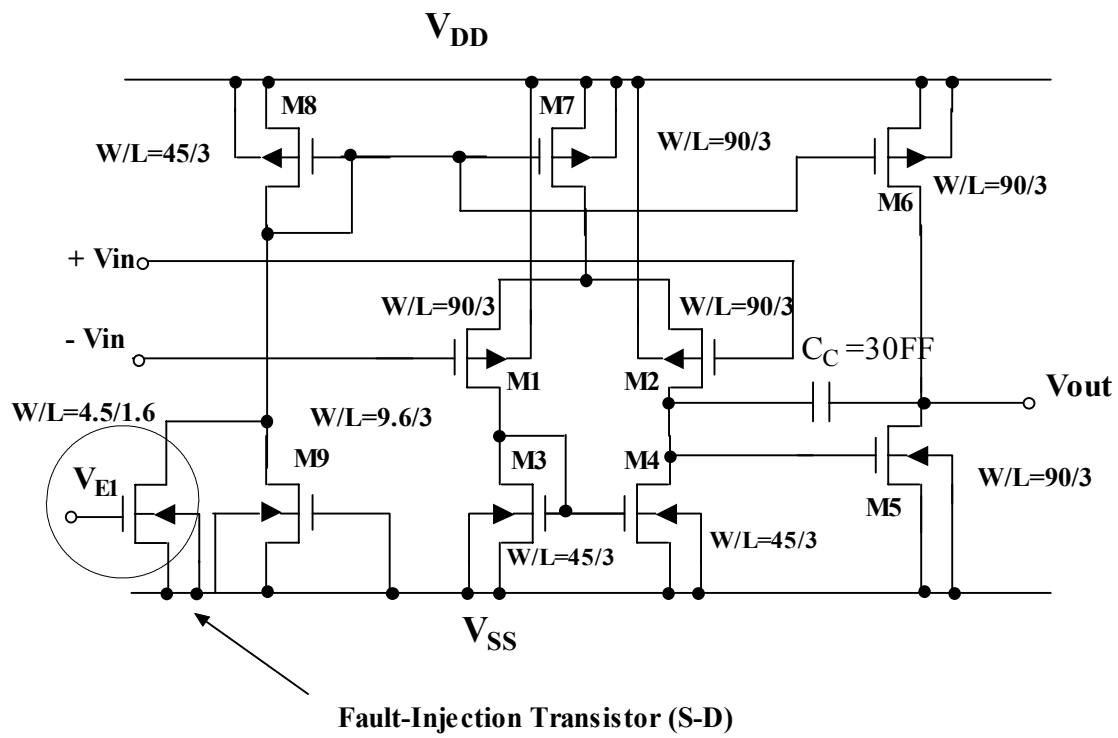 V_DD
M8
M7
W/L=45/3
W/L=90/3
W/L=90/3
M6
+ Vin
W/L=90/3
W/L=90/3
- Vin
C_C =30FF
M1
M2
Vout
W/L=4.5/1.6
W/L=9.6/3
M9
M3
M4
V_E1
W/L=90/3
M5
W/L=45/3
W/L=45/3
V_SS
Fault-Injection Transistor (S-D)